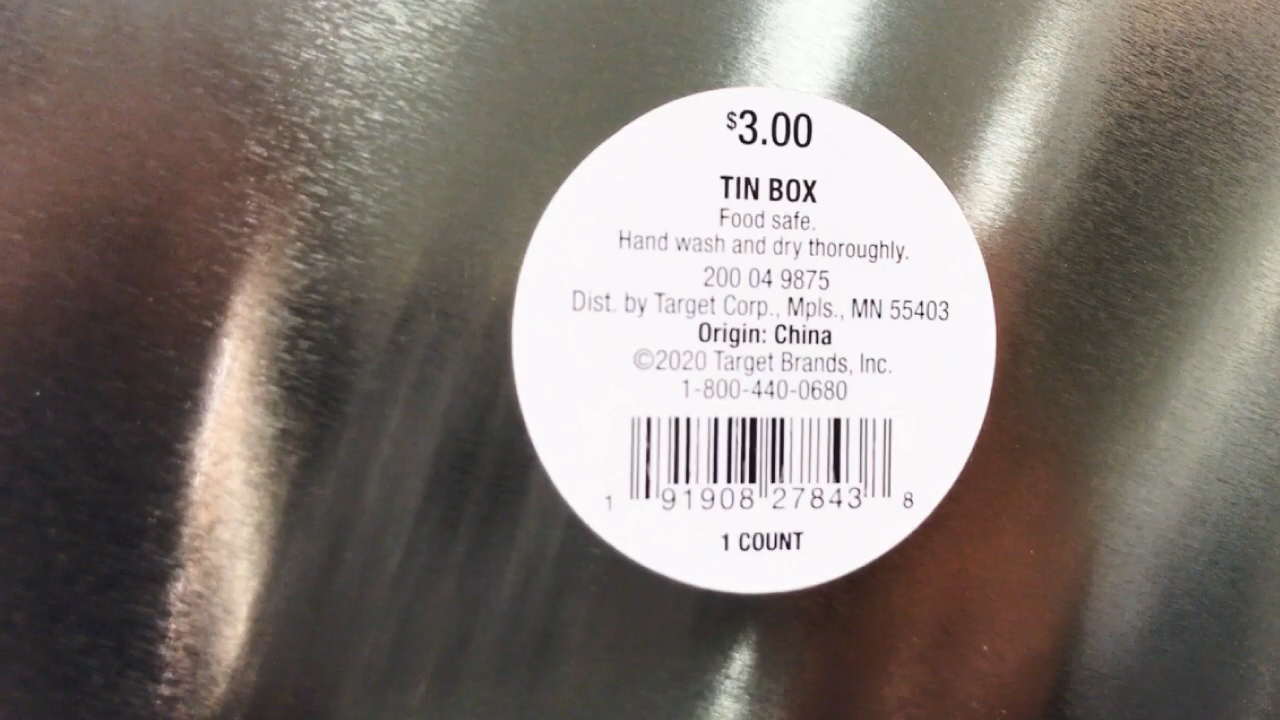 $3.00
TIN BOX
Food safe.
Hand wash and dry thoroughly.
200 04 9875
Dist. by Target Corp., Mpls., MN 55403
Origin: China
©2020 Target Brands, Inc.
1-800-440-0680
1 91908 27843 8
1 COUNT